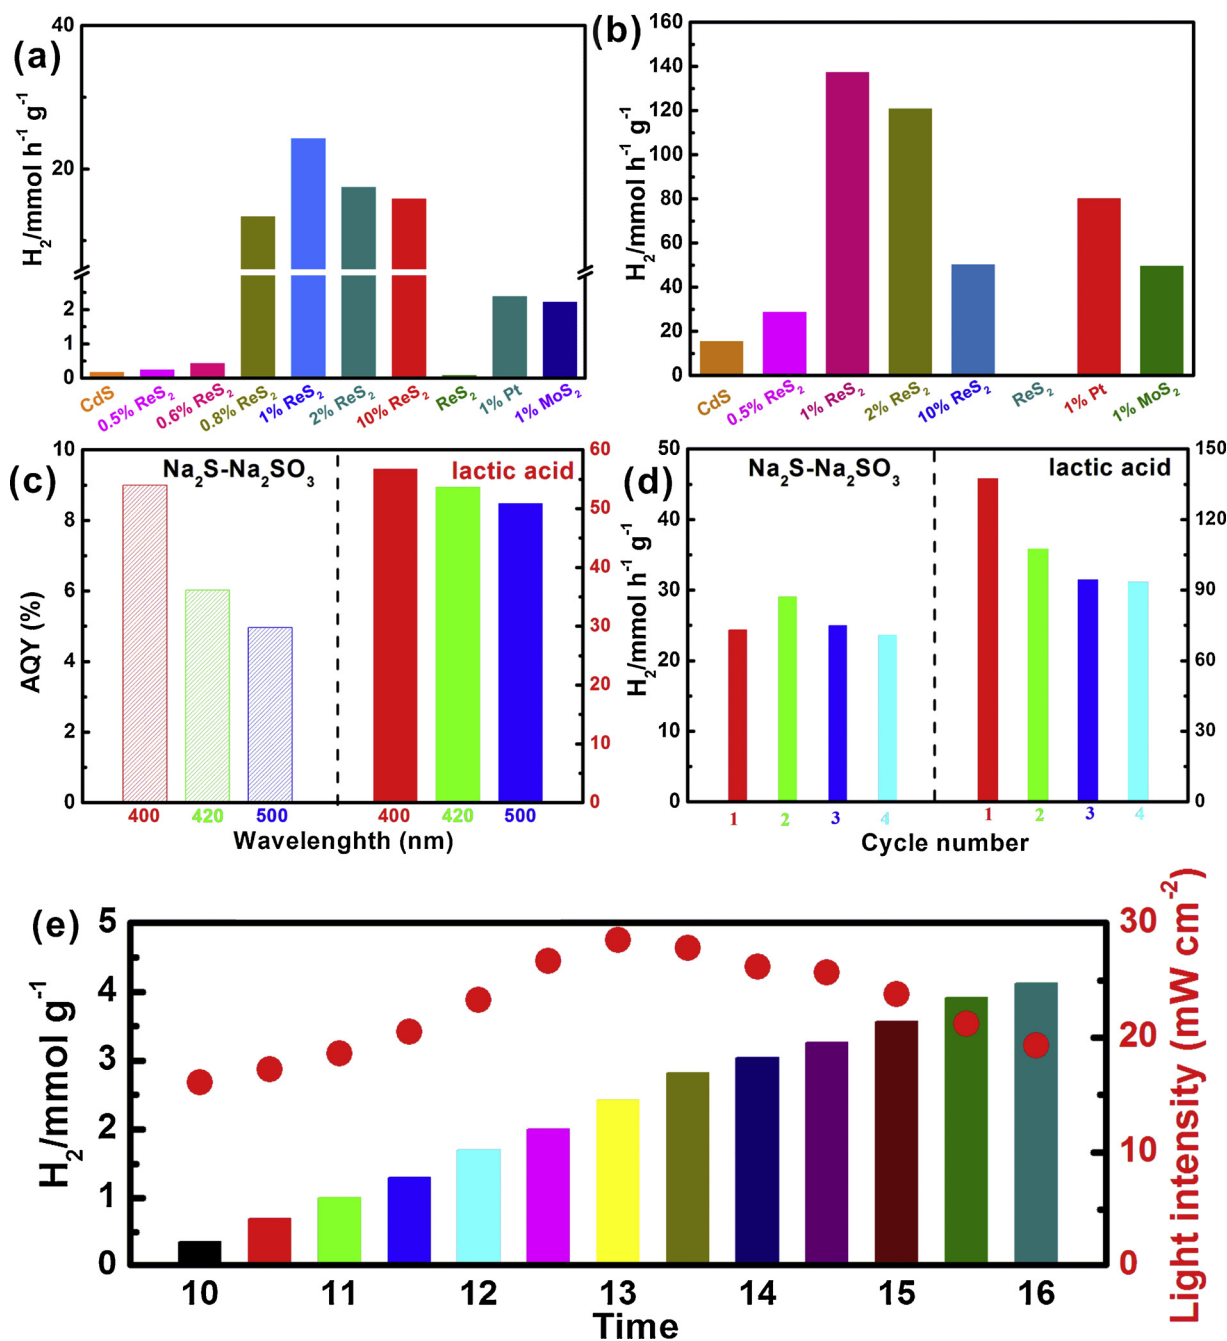 (a)
H₂/mmol h⁻¹ g⁻¹
40
20
2
1
0
CdS
0.5% ReS₂
0.6% ReS₂
0.8% ReS₂
1% ReS₂
2% ReS₂
10% ReS₂
ReS₂
1% Pt
1% MoS₂
(b)
H₂/mmol h⁻¹ g⁻¹
160
140
120
100
80
60
40
20
0
CdS
0.5% ReS₂
1% ReS₂
2% ReS₂
10% ReS₂
ReS₂
1% Pt
1% MoS₂
(c)
Na₂S-Na₂SO₃
lactic acid
AQY (%)
10
8
6
4
2
0
60
50
40
30
20
10
0
400
420
500
400
420
500
Wavelenghth (nm)
(d)
Na₂S-Na₂SO₃
lactic acid
H₂/mmol h⁻¹ g⁻¹
50
40
30
20
10
0
150
120
90
60
30
0
1
2
3
4
1
2
3
4
Cycle number
(e)
H₂/mmol g⁻¹
5
4
3
2
1
0
30
20
10
0
Light intensity (mW cm⁻²)
10
11
12
13
14
15
16
Time